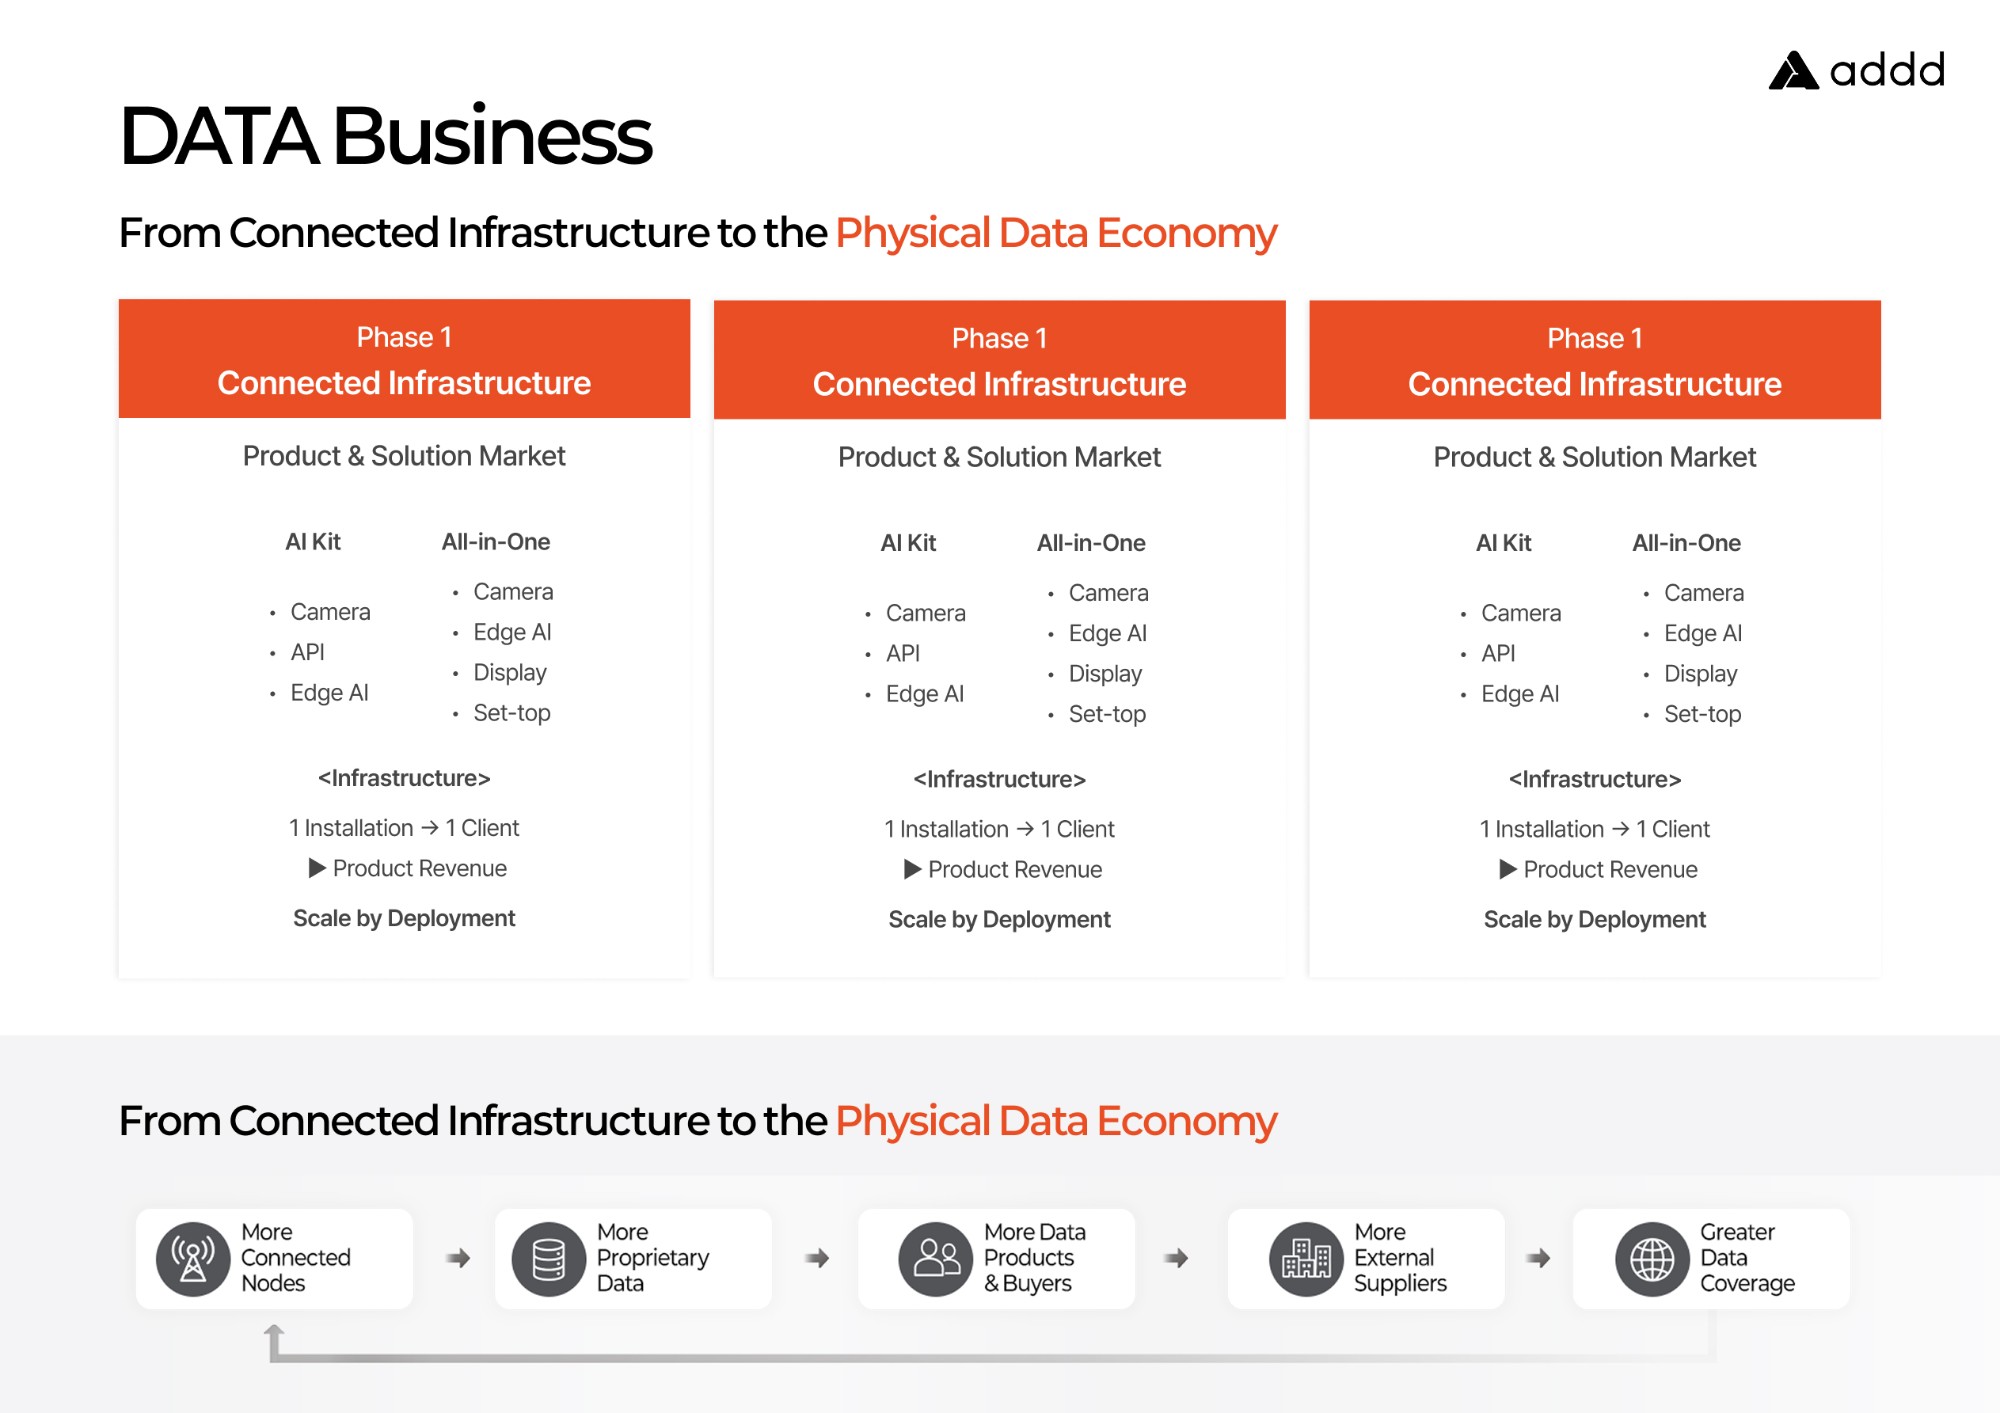 addd
DATA Business
From Connected Infrastructure to the Physical Data Economy
Phase 1
Connected Infrastructure
Product & Solution Market
AI Kit
• Camera
• API
• Edge AI
All-in-One
• Camera
• Edge AI
• Display
• Set-top
<Infrastructure>
1 Installation → 1 Client
▶ Product Revenue
Scale by Deployment
Phase 1
Connected Infrastructure
Product & Solution Market
AI Kit
• Camera
• API
• Edge AI
All-in-One
• Camera
• Edge AI
• Display
• Set-top
<Infrastructure>
1 Installation → 1 Client
▶ Product Revenue
Scale by Deployment
Phase 1
Connected Infrastructure
Product & Solution Market
AI Kit
• Camera
• API
• Edge AI
All-in-One
• Camera
• Edge AI
• Display
• Set-top
<Infrastructure>
1 Installation → 1 Client
▶ Product Revenue
Scale by Deployment
From Connected Infrastructure to the Physical Data Economy
More
Connected
Nodes
More
Proprietary
Data
More Data
Products
& Buyers
More
External
Suppliers
Greater
Data
Coverage